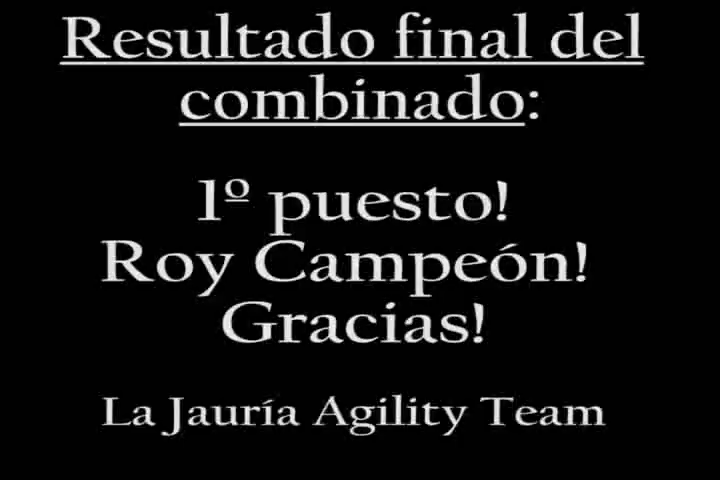 Resultado final del
combinado:
1º puesto!
Roy Campeón!
Gracias!
La Jauría Agility Team